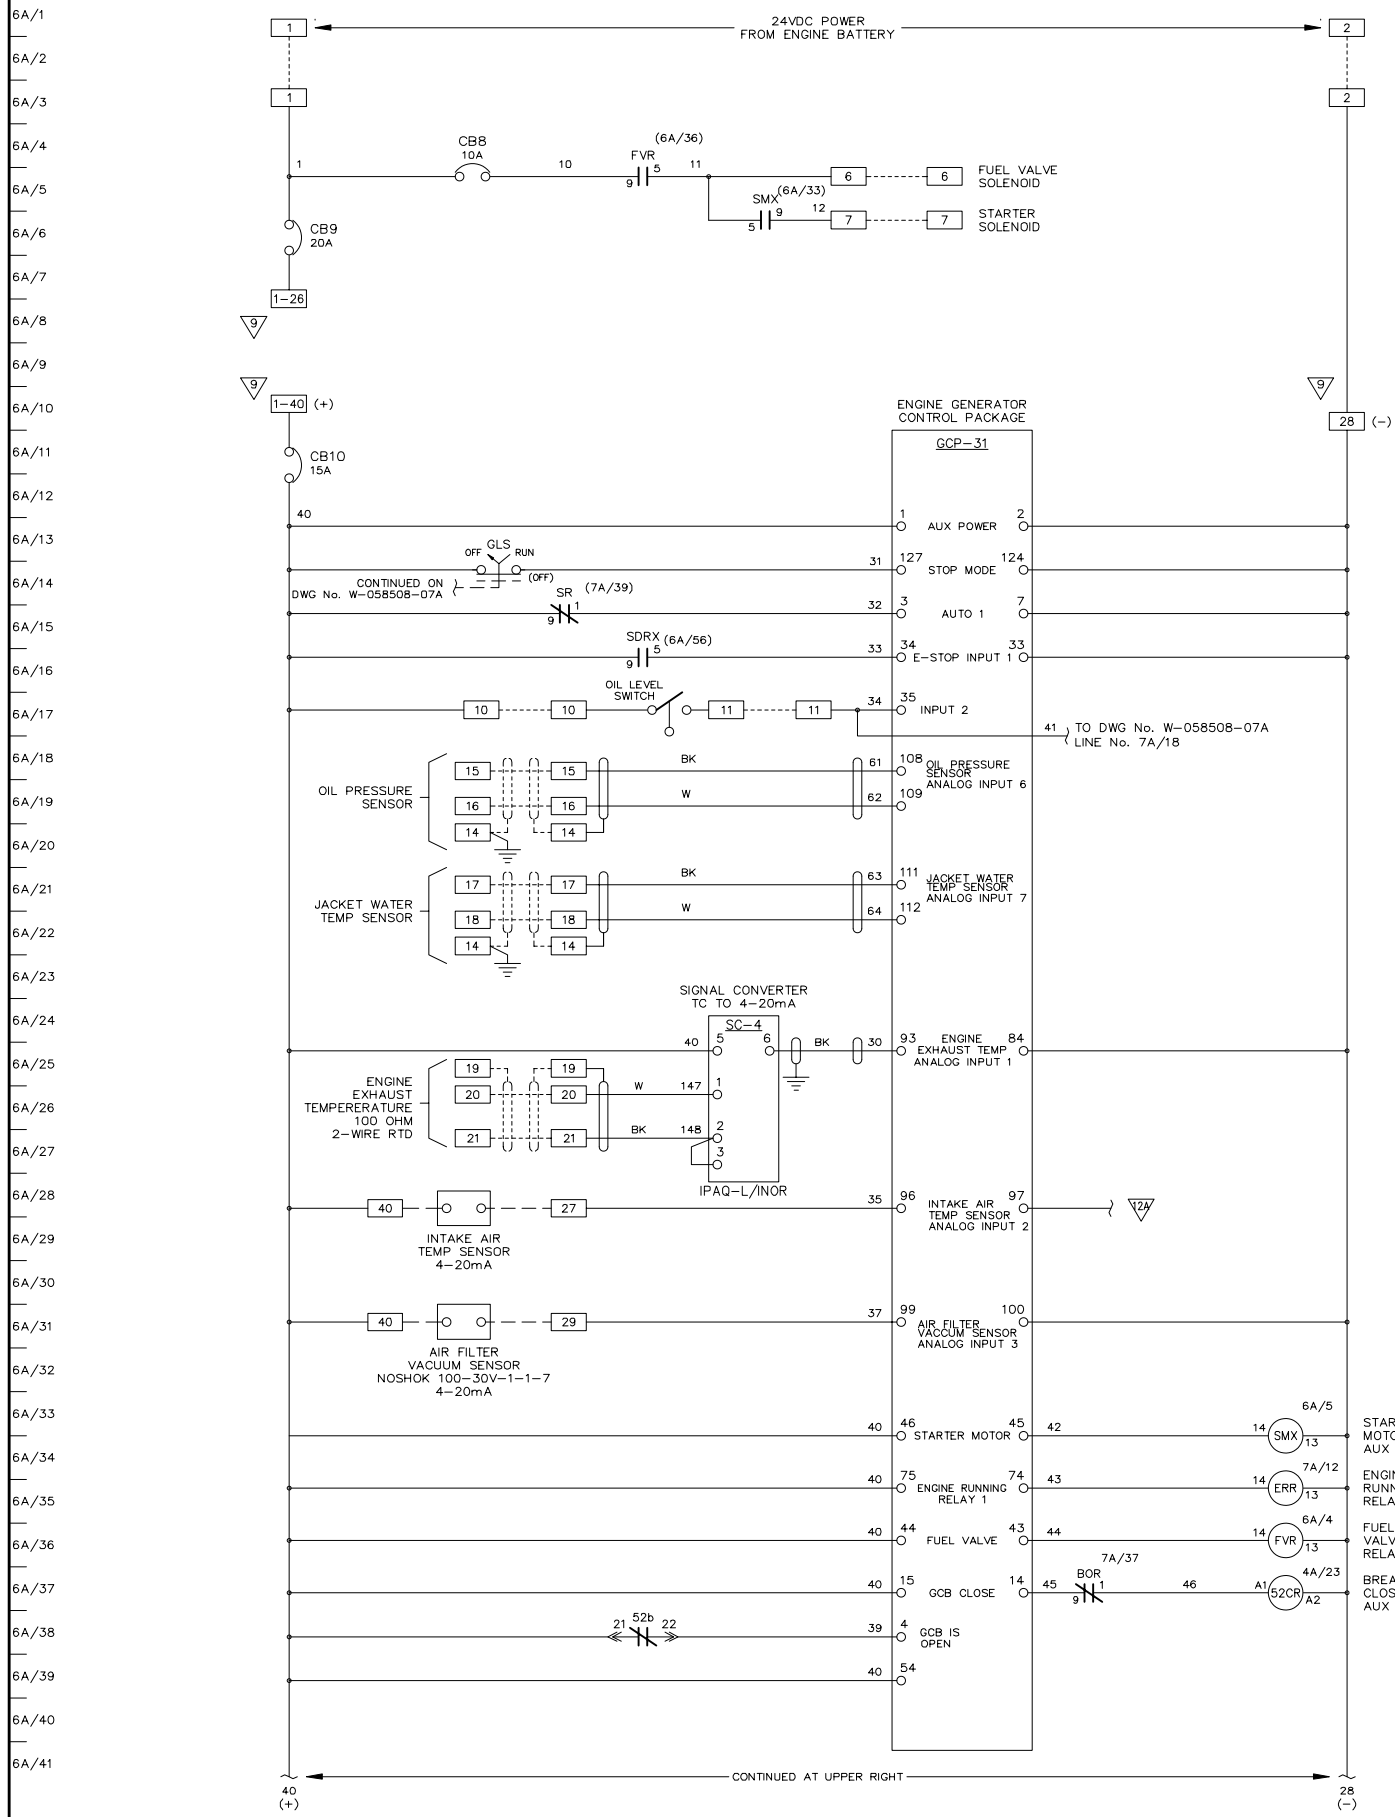 6A/1
1
24VDC POWER
FROM ENGINE BATTERY
2
6A/2
6A/3
1
2
6A/4
CB8
10A
(6A/36)
FVR
1
10
9
5
11
6
6
FUEL VALVE
SOLENOID
6A/5
(6A/33)
SMX
9
5
12
7
7
STARTER
SOLENOID
6A/6
CB9
20A
6A/7
1-26
6A/8
9
6A/9
9
9
6A/10
1-40 (+)
ENGINE GENERATOR
CONTROL PACKAGE
28 (-)
6A/11
GCP-31
CB10
15A
6A/12
40
1
AUX POWER
2
6A/13
OFF GLS RUN
(OFF)
31
127
STOP MODE
124
6A/14
CONTINUED ON
DWG No. W-058508-07A
SR
(7A/39)
9
1
32
3
AUTO 1
7
6A/15
SDRX (6A/56)
9
5
33
34
E-STOP INPUT 1
33
6A/16
OIL LEVEL
SWITCH
6A/17
10
10
11
11
34
35
INPUT 2
41
TO DWG No. W-058508-07A
LINE No. 7A/18
6A/18
OIL PRESSURE
SENSOR
15
15
BK
61
108
OIL PRESSURE
SENSOR
ANALOG INPUT 6
6A/19
16
16
W
62
109
14
14
6A/20
6A/21
JACKET WATER
TEMP SENSOR
17
17
BK
63
111
JACKET WATER
TEMP SENSOR
ANALOG INPUT 7
18
18
W
64
112
6A/22
14
14
6A/23
SIGNAL CONVERTER
TC TO 4-20mA
6A/24
SC-4
40
5
6
BK
30
93
ENGINE
EXHAUST TEMP
ANALOG INPUT 1
84
6A/25
ENGINE
EXHAUST
TEMPERERATURE
100 OHM
2-WIRE RTD
19
19
20
20
W
147
1
6A/26
21
21
BK
148
2
3
6A/27
IPAQ-L/INOR
6A/28
40
27
35
96
INTAKE AIR
TEMP SENSOR
ANALOG INPUT 2
97
12A
6A/29
INTAKE AIR
TEMP SENSOR
4-20mA
6A/30
6A/31
40
29
37
99
AIR FILTER
VACCUM SENSOR
ANALOG INPUT 3
100
AIR FILTER
VACUUM SENSOR
NOSHOK 100-30V-1-1-7
4-20mA
6A/32
6A/33
40
46
STARTER MOTOR
45
42
14
SMX
13
6A/5
STAR
MOTO
AUX
6A/34
40
75
ENGINE RUNNING
RELAY 1
74
43
14
ERR
13
7A/12
ENGIN
RUNN
RELA
6A/35
6A/36
40
44
FUEL VALVE
43
44
14
FVR
13
6A/4
FUEL
VALV
RELA
6A/37
40
15
GCB CLOSE
14
45
7A/37
BOR
9
1
46
A1
52CR
A2
4A/23
BREA
CLOS
AUX
6A/38
21
52b
22
39
4
GCB IS
OPEN
6A/39
40
54
6A/40
6A/41
CONTINUED AT UPPER RIGHT
40
(+)
28
(-)